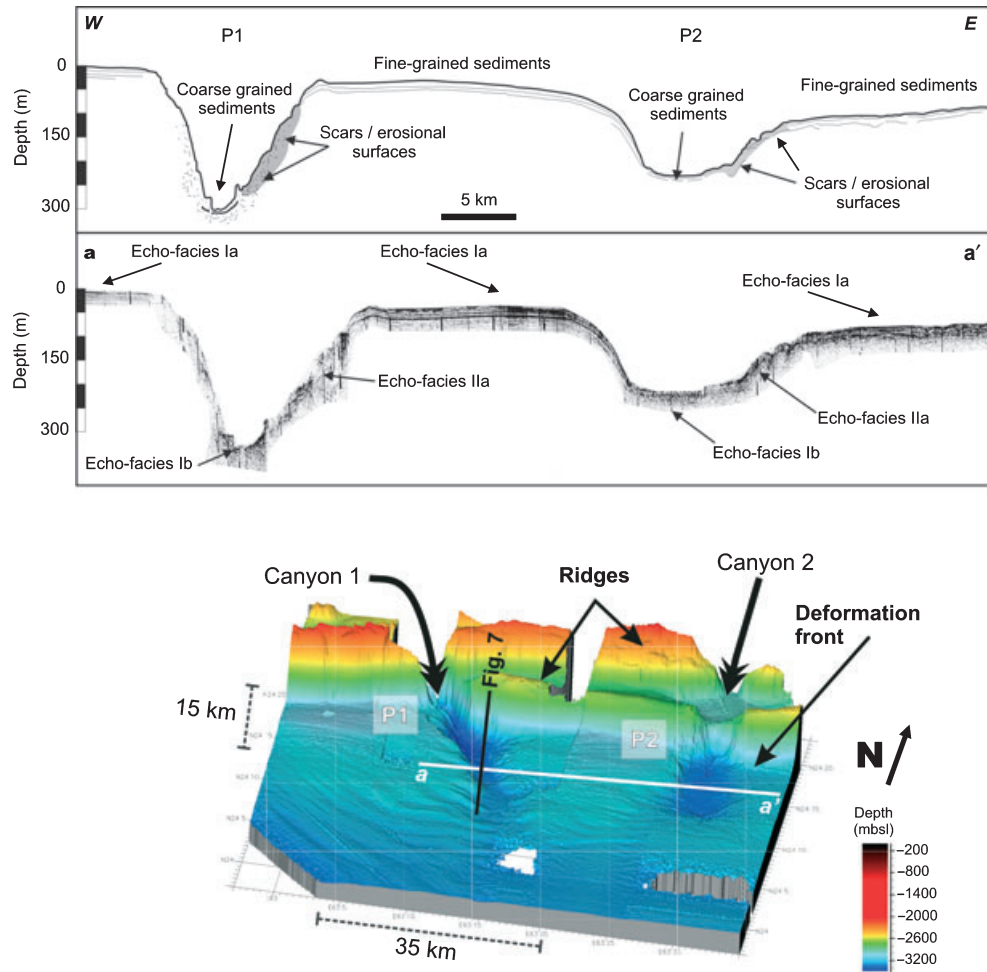 W P1 P2 E
Depth (m)
0
150
300
Coarse grained
sediments
Fine-grained sediments
Scars / erosional
surfaces
5 km
Coarse grained
sediments
Fine-grained sediments
Scars / erosional
surfaces
a a′
Depth (m)
0
150
300
Echo-facies Ia
Echo-facies Ia
Echo-facies Ia
Echo-facies IIa
Echo-facies IIa
Echo-facies Ib
Echo-facies Ib
Canyon 1
Ridges
Canyon 2
Deformation
front
Fig. 7
15 km
P1
P2
a
a'
N
35 km
Depth
(mbsl)
−200
−800
−1400
−2000
−2600
−3200